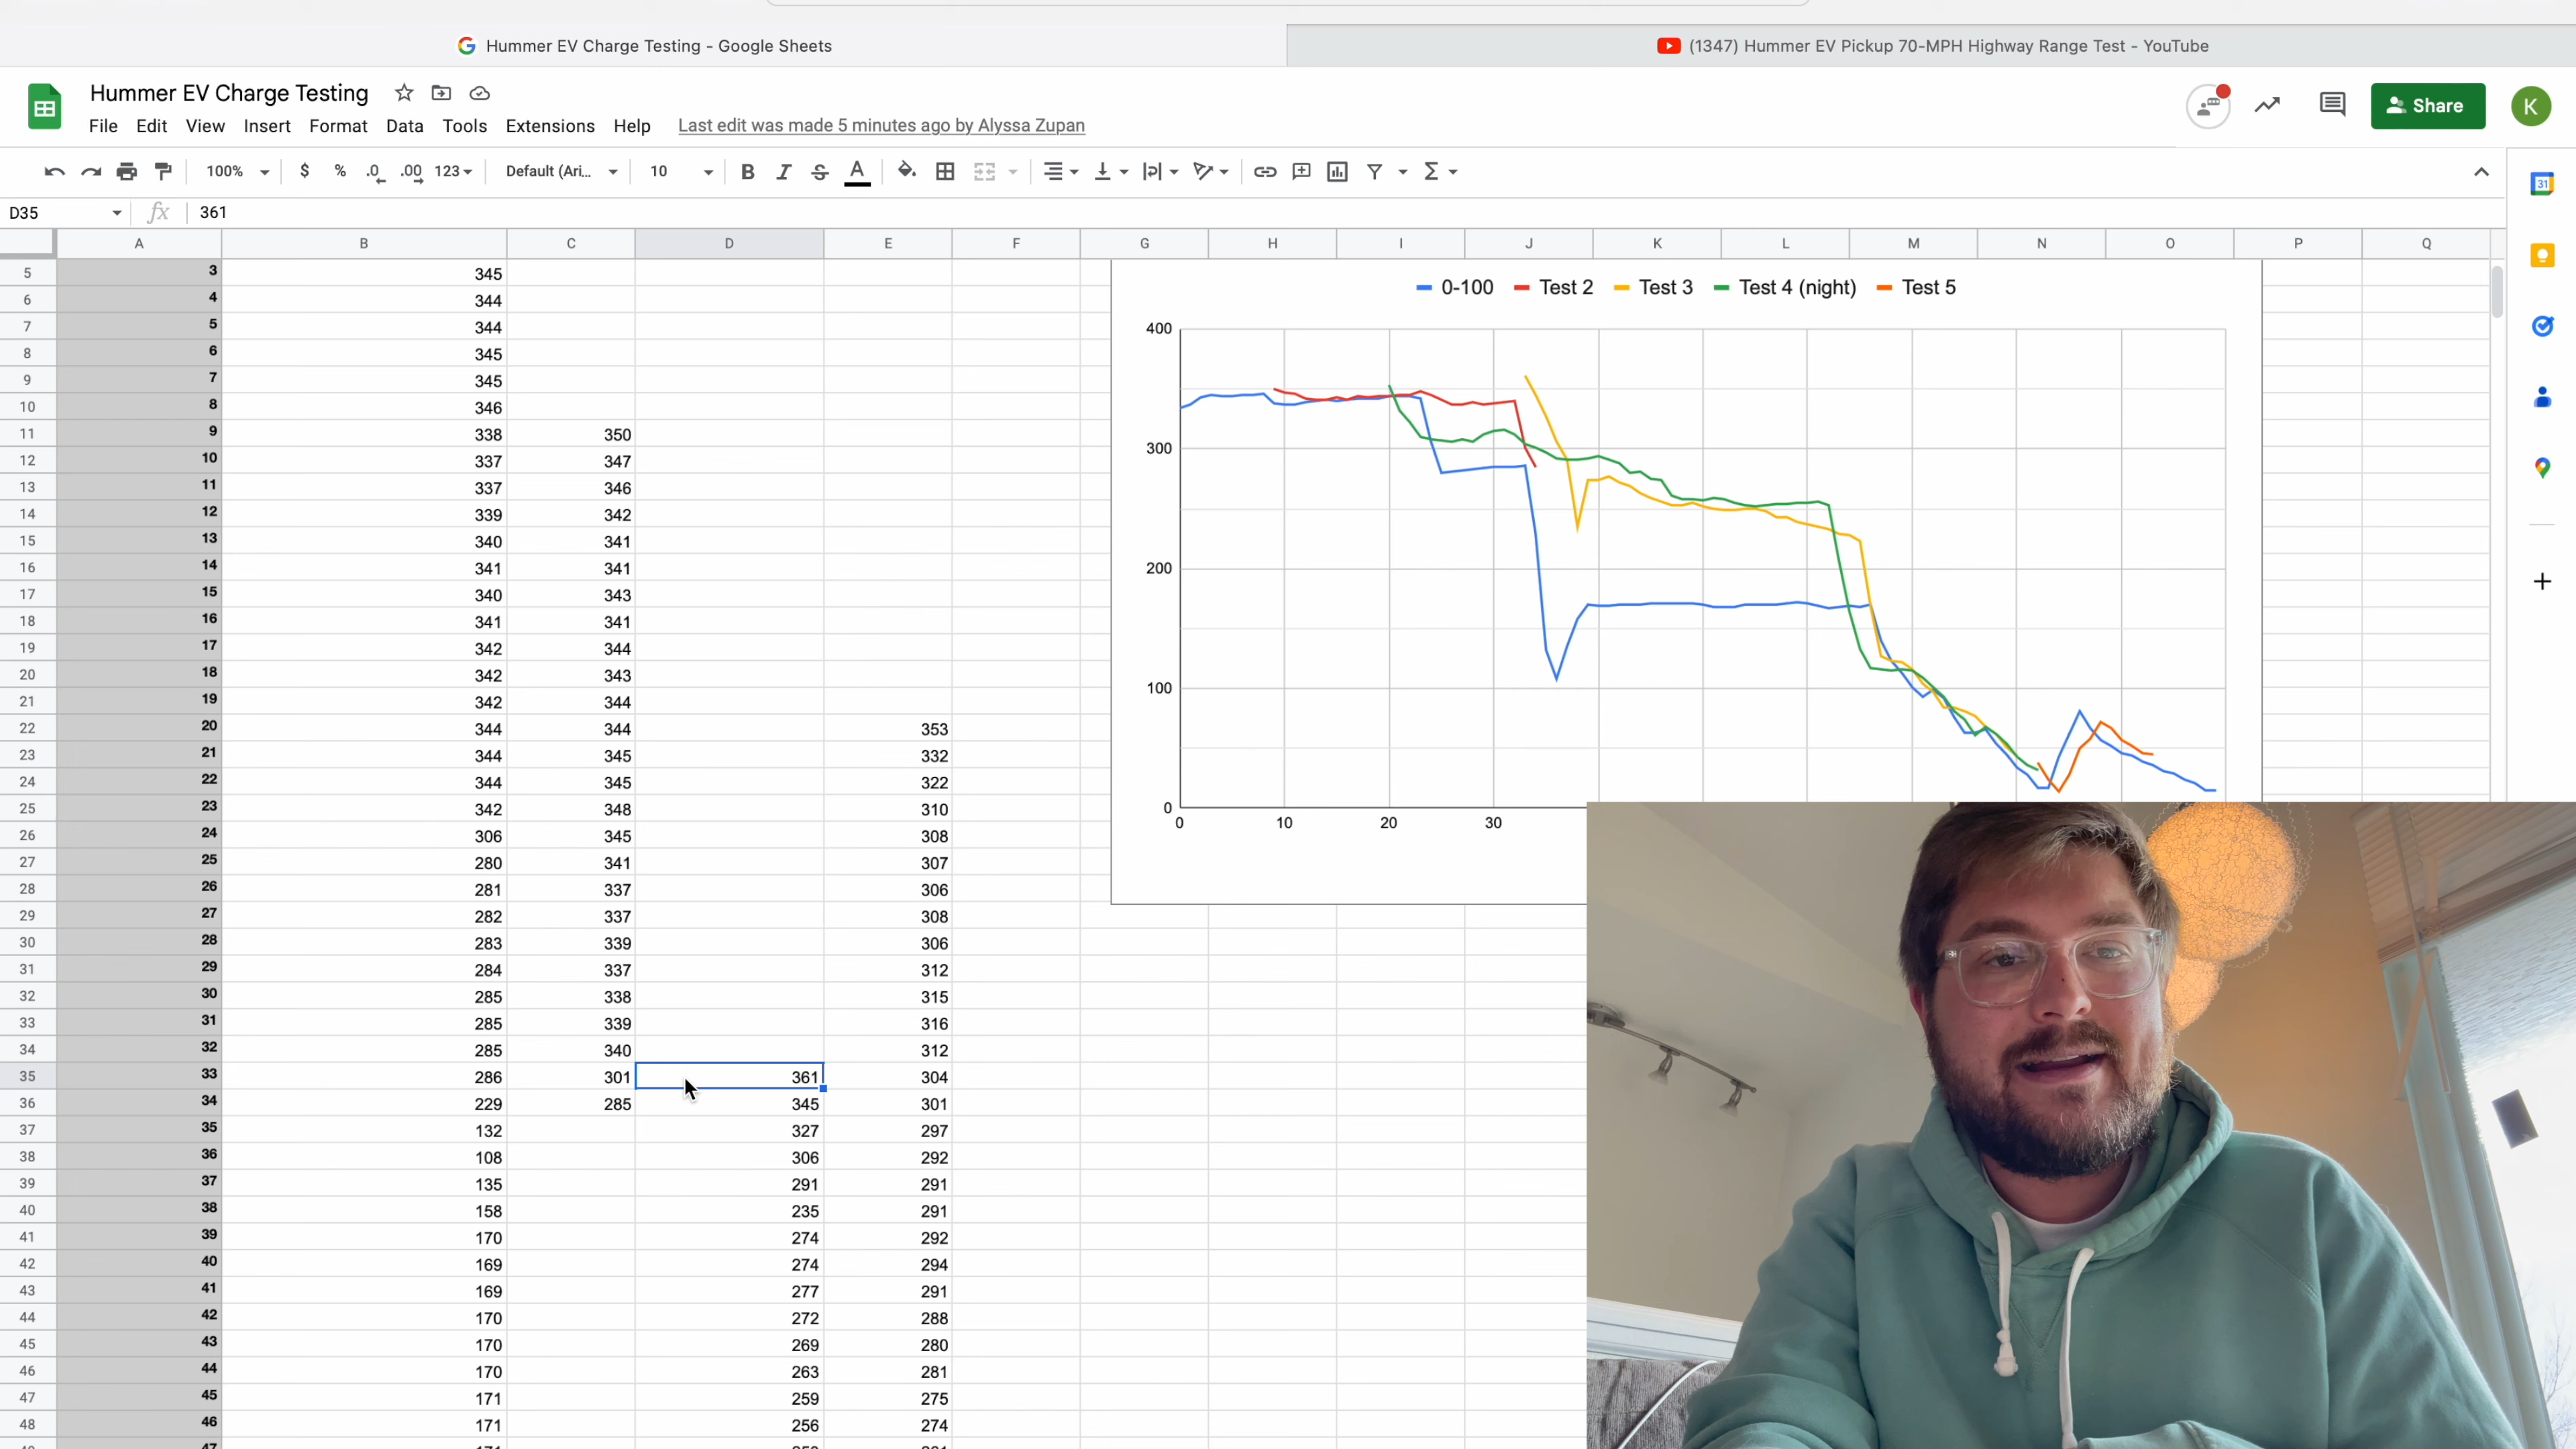 Hummer EV Charge Testing - Google Sheets
(1347) Hummer EV Pickup 70-MPH Highway Range Test - YouTube
Hummer EV Charge Testing
File Edit View Insert Format Data Tools Extensions Help Last edit was made 5 minutes ago by Alyssa Zupan
Share
K
100% $ % .0 .00 123 Default (Ari... 10 B I S A Σ
31
D35 fx 361
A B C D E F G H I J K L M N O P Q
5 3 345
6 4 344
7 5 344
8 6 345
9 7 345
10 8 346
11 9 338 350
12 10 337 347
13 11 337 346
14 12 339 342
15 13 340 341
16 14 341 341
17 15 340 343
18 16 341 341
19 17 342 344
20 18 342 343
21 19 342 344
22 20 344 344 353
23 21 344 345 332
24 22 344 345 322
25 23 342 348 310
26 24 306 345 308
27 25 280 341 307
28 26 281 337 306
29 27 282 337 308
30 28 283 339 306
31 29 284 337 312
32 30 285 338 315
33 31 285 339 316
34 32 285 340 312
35 33 286 301 361 304
36 34 229 285 345 301
37 35 132 327 297
38 36 108 306 292
39 37 135 291 291
40 38 158 235 291
41 39 170 274 292
42 40 169 274 294
43 41 169 277 291
44 42 170 272 288
45 43 170 269 280
46 44 170 263 281
47 45 171 259 275
48 46 171 256 274
0-100 Test 2 Test 3 Test 4 (night) Test 5
400
300
200
100
0
0 10 20 30